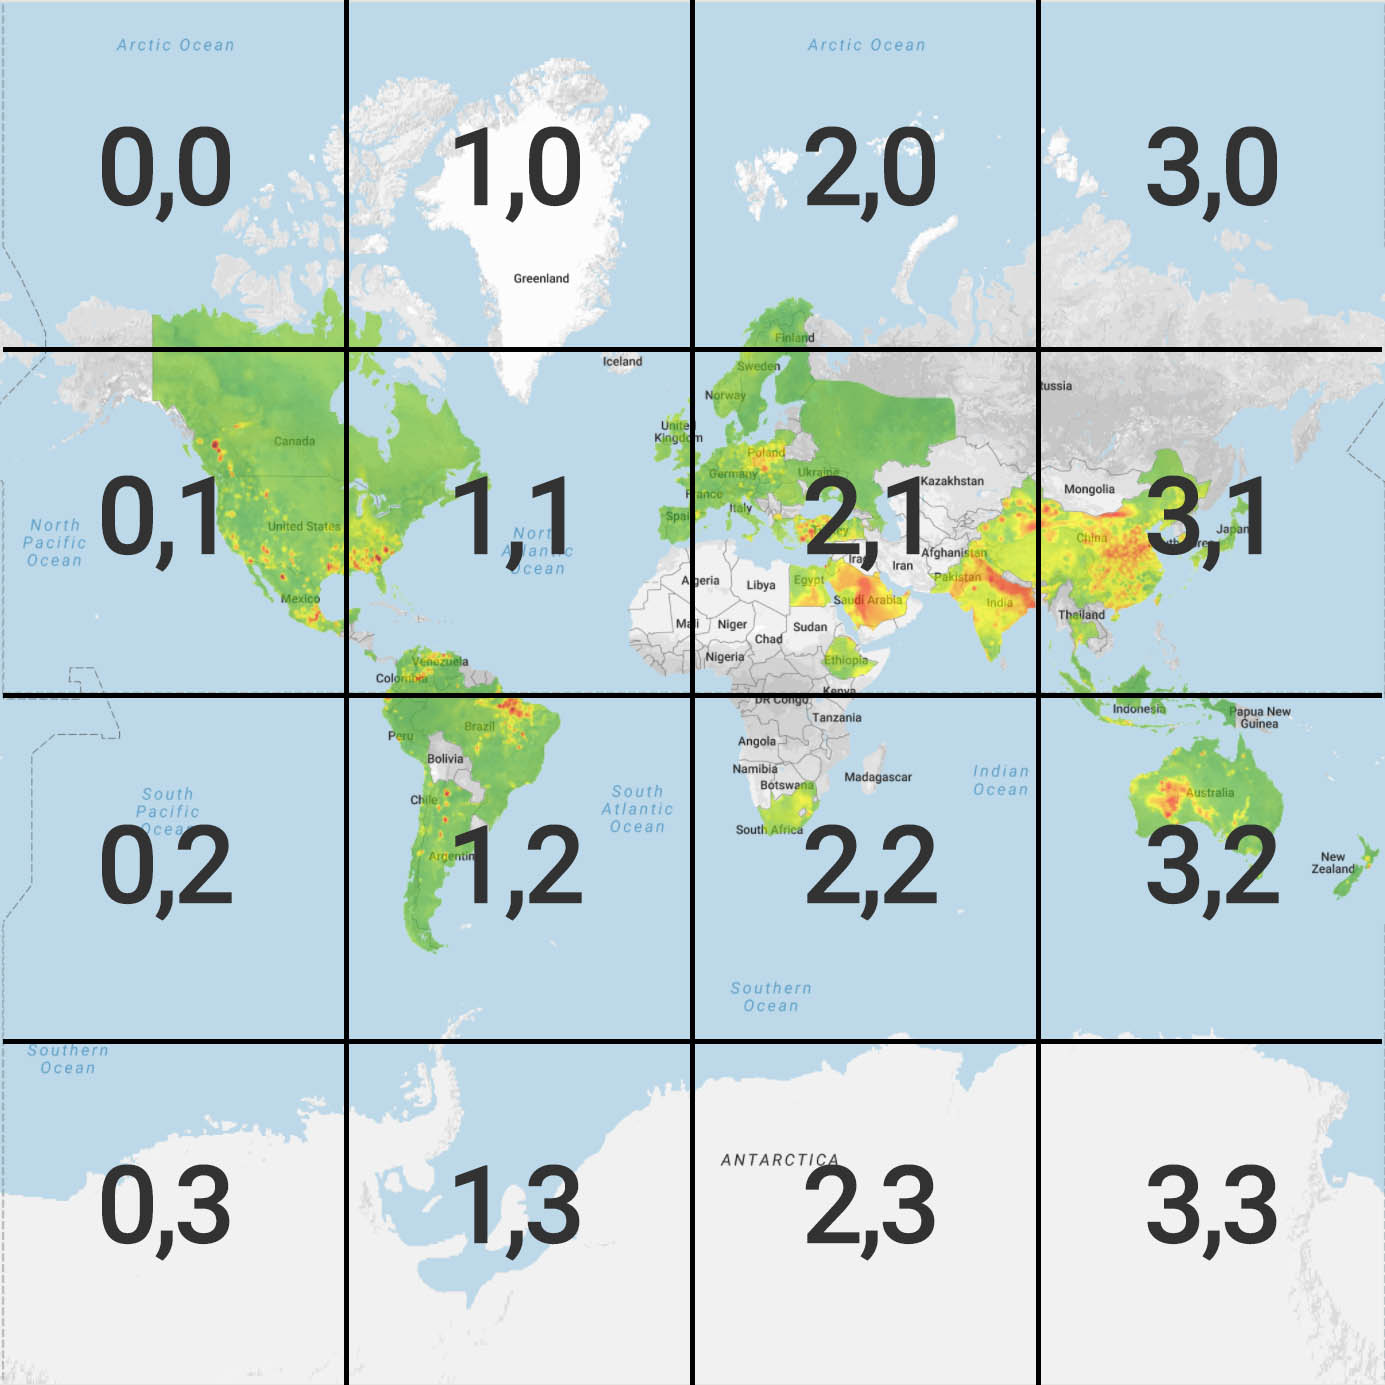 Arctic Ocean
Arctic Ocean
0,0
1,0
2,0
3,0
Greenland
Finland
Iceland
Sweden
Russia
Norway
United
Kingdom
Canada
Poland
Germany
Ukraine
Kazakhstan
Mongolia
France
Italy
Spain
0,1
1,1
2,1
3,1
United States
North
Pacific
Ocean
North
Atlantic
Ocean
Turkey
China
Japan
South Korea
Iraq
Iran
Afghanistan
Pakistan
Algeria
Libya
Egypt
Saudi Arabia
India
Mexico
Mali
Niger
Chad
Sudan
Thailand
Nigeria
Ethiopia
Venezuela
Colombia
Kenya
DR Congo
Indonesia
Papua New
Guinea
Tanzania
Brazil
Peru
Angola
Bolivia
Namibia
Botswana
Madagascar
Indian
Ocean
South
Pacific
Ocean
South
Atlantic
Ocean
Chile
Australia
South Africa
Argentina
0,2
1,2
2,2
3,2
New
Zealand
Southern
Ocean
Southern
Ocean
ANTARCTICA
0,3
1,3
2,3
3,3